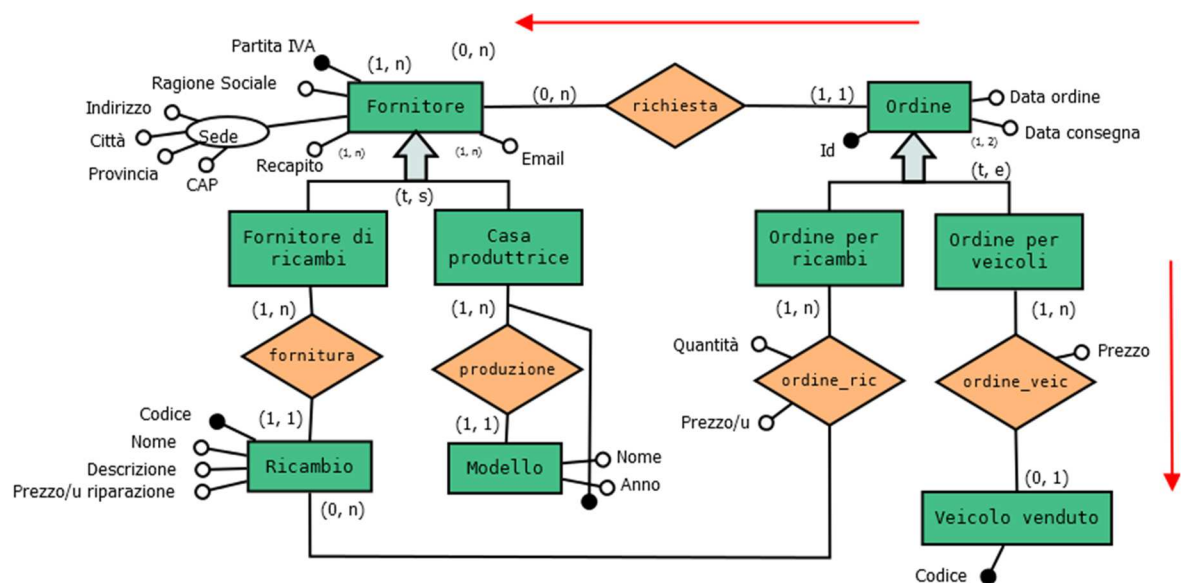 Partita IVA
(0, n)
(1, n)
Ragione Sociale
Indirizzo
Fornitore
(0, n)
richiesta
(1, 1)
Ordine
Data ordine
Città
Sede
Data consegna
Provincia
Recapito
(1, n)
(1, n)
Email
Id
(1, 2)
CAP
(t, s)
(t, e)
Fornitore di
ricambi
Casa
produttrice
Ordine per
ricambi
Ordine per
veicoli
(1, n)
(1, n)
(1, n)
(1, n)
Quantità
Prezzo
fornitura
produzione
ordine_ric
ordine_veic
Codice
(1, 1)
(1, 1)
Prezzo/u
Nome
Ricambio
Modello
Nome
Descrizione
Anno
Prezzo/u riparazione
(0, n)
(0, 1)
Veicolo venduto
Codice